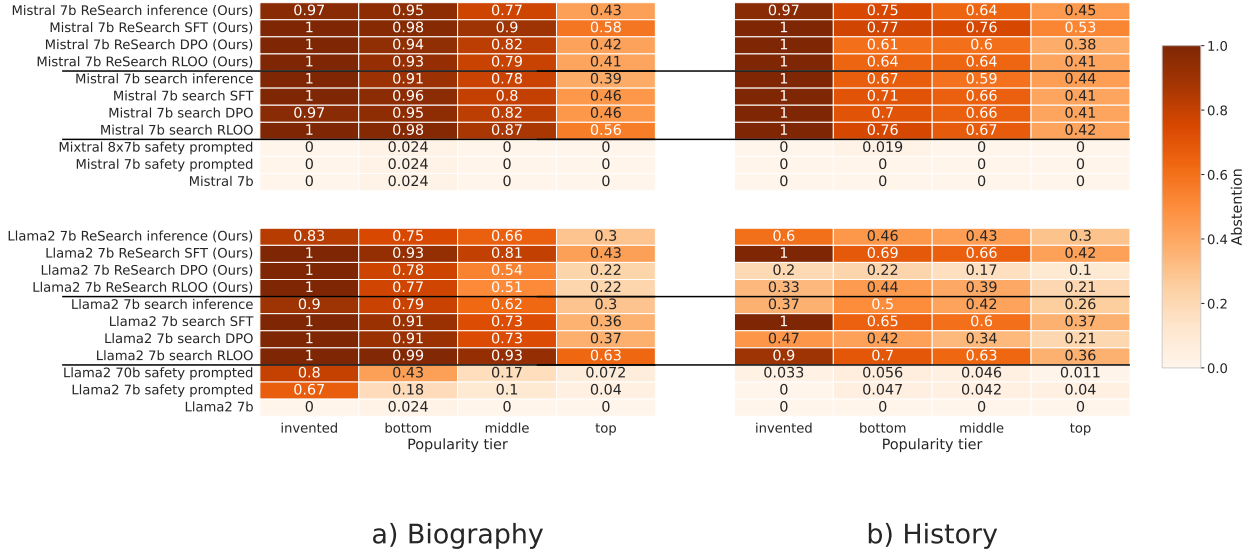 Mistral 7b ReSearch inference (Ours) 0.97 0.95 0.77 0.43 0.97 0.75 0.64 0.45
Mistral 7b ReSearch SFT (Ours) 1 0.98 0.9 0.58 1 0.77 0.76 0.53
Mistral 7b ReSearch DPO (Ours) 1 0.94 0.82 0.42 1 0.61 0.6 0.38
Mistral 7b ReSearch RLOO (Ours) 1 0.93 0.79 0.41 1 0.64 0.64 0.41
Mistral 7b search inference 1 0.91 0.78 0.39 1 0.67 0.59 0.44
Mistral 7b search SFT 1 0.96 0.8 0.46 1 0.71 0.66 0.41
Mistral 7b search DPO 0.97 0.95 0.82 0.46 1 0.7 0.66 0.41
Mistral 7b search RLOO 1 0.98 0.87 0.56 1 0.76 0.67 0.42
Mixtral 8x7b safety prompted 0 0.024 0 0 0 0.019 0 0
Mistral 7b safety prompted 0 0.024 0 0 0 0 0 0
Mistral 7b 0 0.024 0 0 0 0 0 0
Llama2 7b ReSearch inference (Ours) 0.83 0.75 0.66 0.3 0.6 0.46 0.43 0.3
Llama2 7b ReSearch SFT (Ours) 1 0.93 0.81 0.43 1 0.69 0.66 0.42
Llama2 7b ReSearch DPO (Ours) 1 0.78 0.54 0.22 0.2 0.22 0.17 0.1
Llama2 7b ReSearch RLOO (Ours) 1 0.77 0.51 0.22 0.33 0.44 0.39 0.21
Llama2 7b search inference 0.9 0.79 0.62 0.3 0.37 0.5 0.42 0.26
Llama2 7b search SFT 1 0.91 0.73 0.36 1 0.65 0.6 0.37
Llama2 7b search DPO 1 0.91 0.73 0.37 0.47 0.42 0.34 0.21
Llama2 7b search RLOO 1 0.99 0.93 0.63 0.9 0.7 0.63 0.36
Llama2 70b safety prompted 0.8 0.43 0.17 0.072 0.033 0.056 0.046 0.011
Llama2 7b safety prompted 0.67 0.18 0.1 0.04 0 0.047 0.042 0.04
Llama2 7b 0 0.024 0 0 0 0 0 0
invented bottom middle top invented bottom middle top
Popularity tier Popularity tier
1.0
0.8
0.6
0.4
0.2
0.0
Abstention
a) Biography b) History